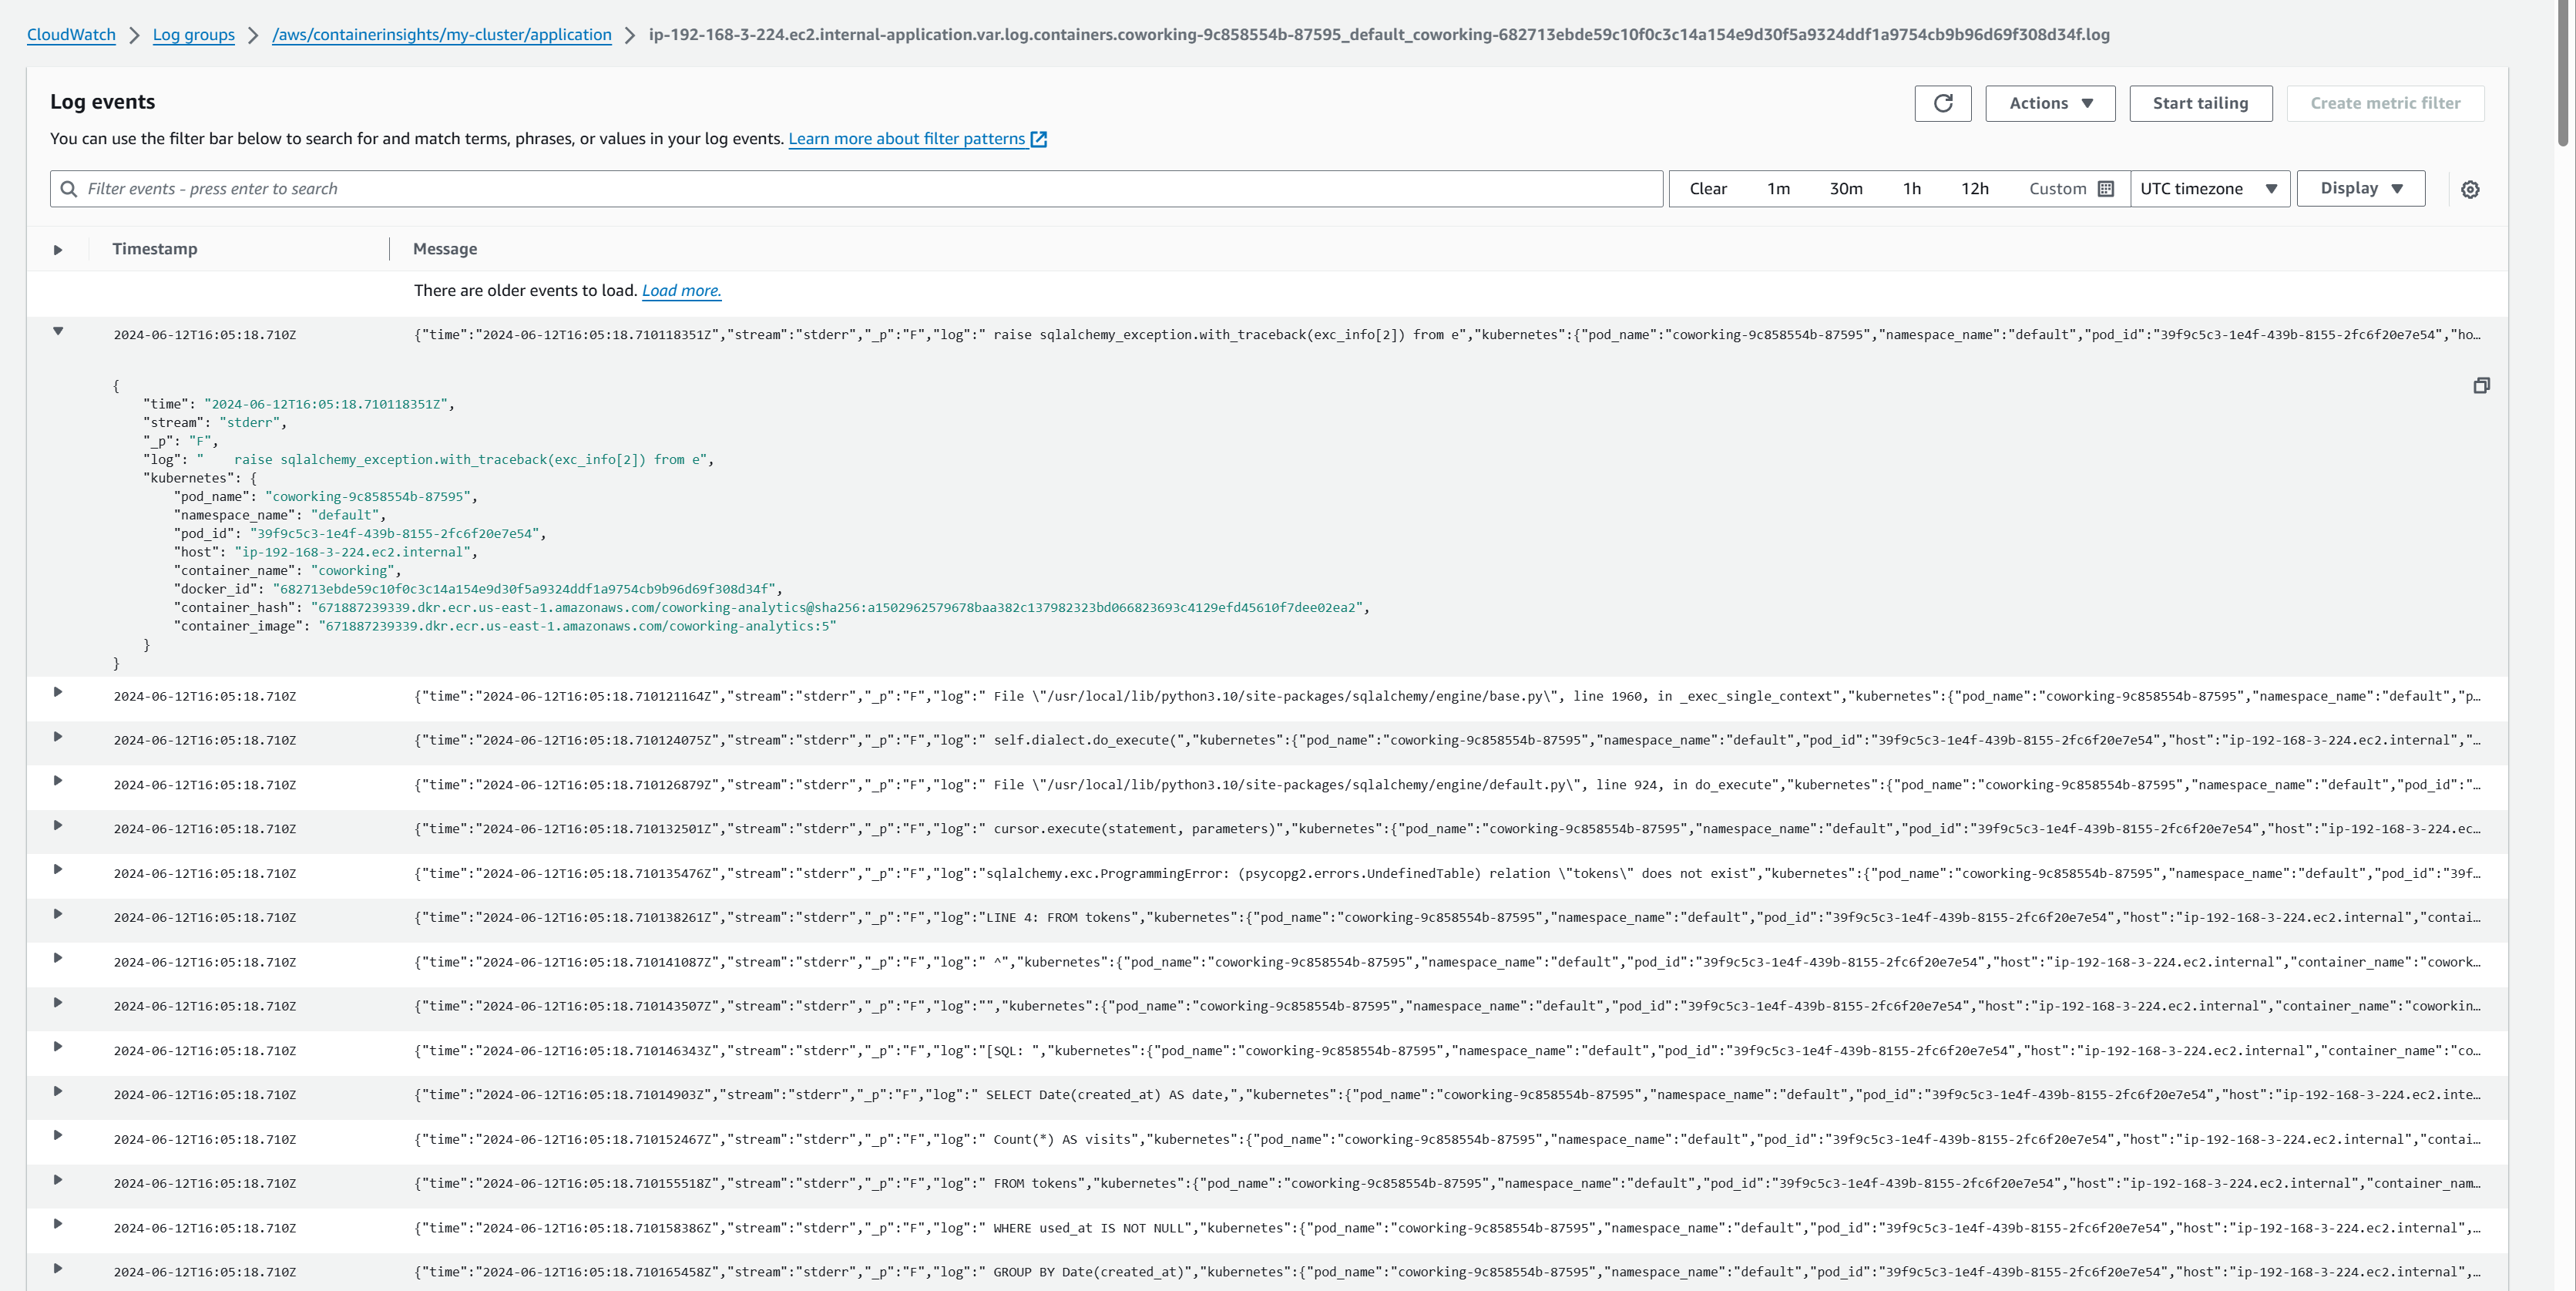 CloudWatch > Log groups > /aws/containerinsights/my-cluster/application > ip-192-168-3-224.ec2.internal-application.var.log.containers.coworking-9c858554b-87595_default_coworking-682713ebde59c10f0c3c14a154e9d30f5a9324ddf1a9754cb9b96d69f308d34f.log
Log events
Actions Start tailing Create metric filter
You can use the filter bar below to search for and match terms, phrases, or values in your log events. Learn more about filter patterns
Filter events - press enter to search
Clear 1m 30m 1h 12h Custom UTC timezone Display
Timestamp Message
There are older events to load. Load more.
2024-06-12T16:05:18.710Z {"time":"2024-06-12T16:05:18.710118351Z","stream":"stderr","_p":"F","log":" raise sqlalchemy_exception.with_traceback(exc_info[2]) from e","kubernetes":{"pod_name":"coworking-9c858554b-87595","namespace_name":"default","pod_id":"39f9c5c3-1e4f-439b-8155-2fc6f20e7e54","ho…
{
"time": "2024-06-12T16:05:18.710118351Z",
"stream": "stderr",
"_p": "F",
"log": "    raise sqlalchemy_exception.with_traceback(exc_info[2]) from e",
"kubernetes": {
"pod_name": "coworking-9c858554b-87595",
"namespace_name": "default",
"pod_id": "39f9c5c3-1e4f-439b-8155-2fc6f20e7e54",
"host": "ip-192-168-3-224.ec2.internal",
"container_name": "coworking",
"docker_id": "682713ebde59c10f0c3c14a154e9d30f5a9324ddf1a9754cb9b96d69f308d34f",
"container_hash": "671887239339.dkr.ecr.us-east-1.amazonaws.com/coworking-analytics@sha256:a1502962579678baa382c137982323bd066823693c4129efd45610f7dee02ea2",
"container_image": "671887239339.dkr.ecr.us-east-1.amazonaws.com/coworking-analytics:5"
}
}
2024-06-12T16:05:18.710Z {"time":"2024-06-12T16:05:18.710121164Z","stream":"stderr","_p":"F","log":" File \"/usr/local/lib/python3.10/site-packages/sqlalchemy/engine/base.py\", line 1960, in _exec_single_context","kubernetes":{"pod_name":"coworking-9c858554b-87595","namespace_name":"default","p…
2024-06-12T16:05:18.710Z {"time":"2024-06-12T16:05:18.710124075Z","stream":"stderr","_p":"F","log":" self.dialect.do_execute(","kubernetes":{"pod_name":"coworking-9c858554b-87595","namespace_name":"default","pod_id":"39f9c5c3-1e4f-439b-8155-2fc6f20e7e54","host":"ip-192-168-3-224.ec2.internal","…
2024-06-12T16:05:18.710Z {"time":"2024-06-12T16:05:18.710126879Z","stream":"stderr","_p":"F","log":" File \"/usr/local/lib/python3.10/site-packages/sqlalchemy/engine/default.py\", line 924, in do_execute","kubernetes":{"pod_name":"coworking-9c858554b-87595","namespace_name":"default","pod_id":"…
2024-06-12T16:05:18.710Z {"time":"2024-06-12T16:05:18.710132501Z","stream":"stderr","_p":"F","log":" cursor.execute(statement, parameters)","kubernetes":{"pod_name":"coworking-9c858554b-87595","namespace_name":"default","pod_id":"39f9c5c3-1e4f-439b-8155-2fc6f20e7e54","host":"ip-192-168-3-224.ec…
2024-06-12T16:05:18.710Z {"time":"2024-06-12T16:05:18.710135476Z","stream":"stderr","_p":"F","log":"sqlalchemy.exc.ProgrammingError: (psycopg2.errors.UndefinedTable) relation \"tokens\" does not exist","kubernetes":{"pod_name":"coworking-9c858554b-87595","namespace_name":"default","pod_id":"39f…
2024-06-12T16:05:18.710Z {"time":"2024-06-12T16:05:18.710138261Z","stream":"stderr","_p":"F","log":"LINE 4: FROM tokens","kubernetes":{"pod_name":"coworking-9c858554b-87595","namespace_name":"default","pod_id":"39f9c5c3-1e4f-439b-8155-2fc6f20e7e54","host":"ip-192-168-3-224.ec2.internal","contai…
2024-06-12T16:05:18.710Z {"time":"2024-06-12T16:05:18.710141087Z","stream":"stderr","_p":"F","log":" ^","kubernetes":{"pod_name":"coworking-9c858554b-87595","namespace_name":"default","pod_id":"39f9c5c3-1e4f-439b-8155-2fc6f20e7e54","host":"ip-192-168-3-224.ec2.internal","container_name":"cowork…
2024-06-12T16:05:18.710Z {"time":"2024-06-12T16:05:18.710143507Z","stream":"stderr","_p":"F","log":"","kubernetes":{"pod_name":"coworking-9c858554b-87595","namespace_name":"default","pod_id":"39f9c5c3-1e4f-439b-8155-2fc6f20e7e54","host":"ip-192-168-3-224.ec2.internal","container_name":"coworkin…
2024-06-12T16:05:18.710Z {"time":"2024-06-12T16:05:18.710146343Z","stream":"stderr","_p":"F","log":"[SQL: ","kubernetes":{"pod_name":"coworking-9c858554b-87595","namespace_name":"default","pod_id":"39f9c5c3-1e4f-439b-8155-2fc6f20e7e54","host":"ip-192-168-3-224.ec2.internal","container_name":"co…
2024-06-12T16:05:18.710Z {"time":"2024-06-12T16:05:18.71014903Z","stream":"stderr","_p":"F","log":" SELECT Date(created_at) AS date,","kubernetes":{"pod_name":"coworking-9c858554b-87595","namespace_name":"default","pod_id":"39f9c5c3-1e4f-439b-8155-2fc6f20e7e54","host":"ip-192-168-3-224.ec2.inte…
2024-06-12T16:05:18.710Z {"time":"2024-06-12T16:05:18.710152467Z","stream":"stderr","_p":"F","log":" Count(*) AS visits","kubernetes":{"pod_name":"coworking-9c858554b-87595","namespace_name":"default","pod_id":"39f9c5c3-1e4f-439b-8155-2fc6f20e7e54","host":"ip-192-168-3-224.ec2.internal","contai…
2024-06-12T16:05:18.710Z {"time":"2024-06-12T16:05:18.710155518Z","stream":"stderr","_p":"F","log":" FROM tokens","kubernetes":{"pod_name":"coworking-9c858554b-87595","namespace_name":"default","pod_id":"39f9c5c3-1e4f-439b-8155-2fc6f20e7e54","host":"ip-192-168-3-224.ec2.internal","container_nam…
2024-06-12T16:05:18.710Z {"time":"2024-06-12T16:05:18.710158386Z","stream":"stderr","_p":"F","log":" WHERE used_at IS NOT NULL","kubernetes":{"pod_name":"coworking-9c858554b-87595","namespace_name":"default","pod_id":"39f9c5c3-1e4f-439b-8155-2fc6f20e7e54","host":"ip-192-168-3-224.ec2.internal",…
2024-06-12T16:05:18.710Z {"time":"2024-06-12T16:05:18.710165458Z","stream":"stderr","_p":"F","log":" GROUP BY Date(created_at)","kubernetes":{"pod_name":"coworking-9c858554b-87595","namespace_name":"default","pod_id":"39f9c5c3-1e4f-439b-8155-2fc6f20e7e54","host":"ip-192-168-3-224.ec2.internal",…